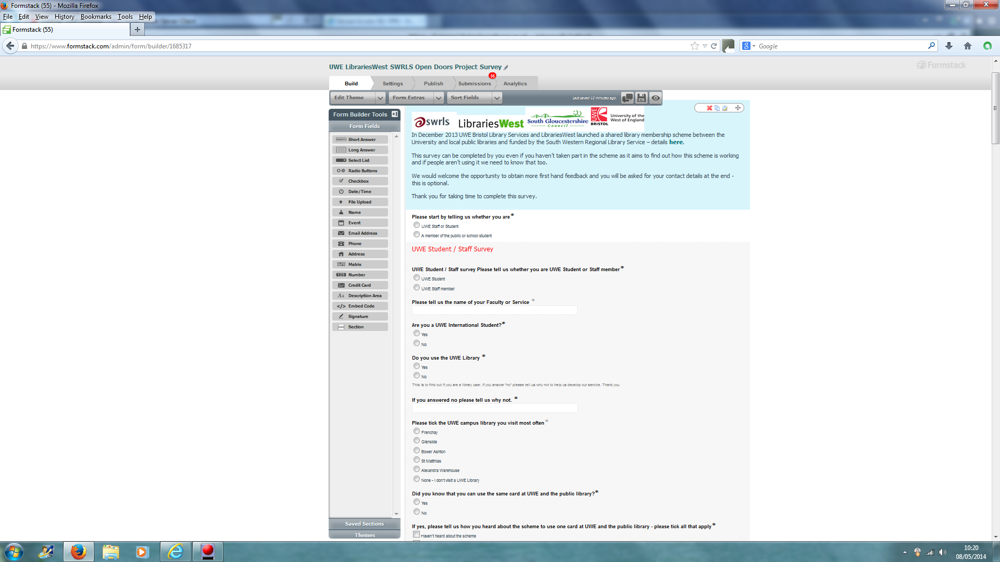 Formstack (55) - Mozilla Firefox
File Edit View History Bookmarks Tools Help
Formstack (55)
https://www.formstack.com/admin/form/builder/1685317
Google
UWE LibrariesWest SWRLS Open Doors Project Survey
Formstack
55
Build Settings Publish Submissions Analytics
Edit Theme Form Extras Sort Fields Last saved 12 minutes ago.
Form Builder Tools
Form Fields
Short Answer
Long Answer
Select List
Radio Buttons
Checkbox
Date/Time
File Upload
Name
Event
Email Address
Phone
Address
Matrix
Number
Credit Card
Description Area
Embed Code
Signature
Section
Saved Sections
Themes
swrls LibrariesWest South Gloucestershire Council UWE BRISTOL University of the West of England
In December 2013 UWE Bristol Library Services and LibrariesWest launched a shared library membership scheme between the
University and local public libraries and funded by the South Western Regional Library Service – details here.
This survey can be completed by you even if you haven't taken part in the scheme as it aims to find out how this scheme is working
and if people aren't using it we need to know that too.
We would welcome the opportunity to obtain more first hand feedback and you will be asked for your contact details at the end -
this is optional.
Thank you for taking time to complete this survey.
Please start by telling us whether you are*
UWE Staff or Student
A member of the public or school student
UWE Student / Staff Survey
UWE Student / Staff survey Please tell us whether you are UWE Student or Staff member*
UWE Student
UWE Staff member
Please tell us the name of your Faculty or Service *
Are you a UWE International Student?*
Yes
No
Do you use the UWE Library *
Yes
No
This is to find out if you are a library user. If you answer "no" please tell us why not to help us develop our service. Thank you.
If you answered no please tell us why not. *
Please tick the UWE campus library you visit most often*
Frenchay
Glenside
Bower Ashton
St Matthias
Alexandra Warehouse
None - I don't visit a UWE Library
Did you know that you can use the same card at UWE and the public library?*
Yes
No
If yes, please tell us how you heard about the scheme to use one card at UWE and the public library - please tick all that apply*
Haven't heard about the scheme
10:20
08/05/2014